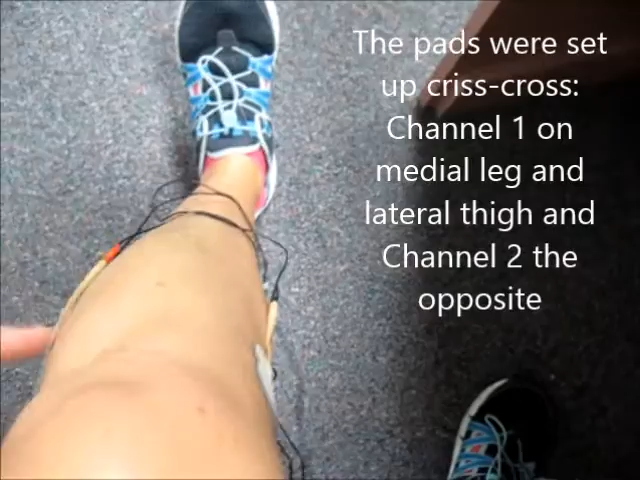 The pads were set
up criss-cross:
Channel 1 on
medial leg and
lateral thigh and
Channel 2 the
opposite